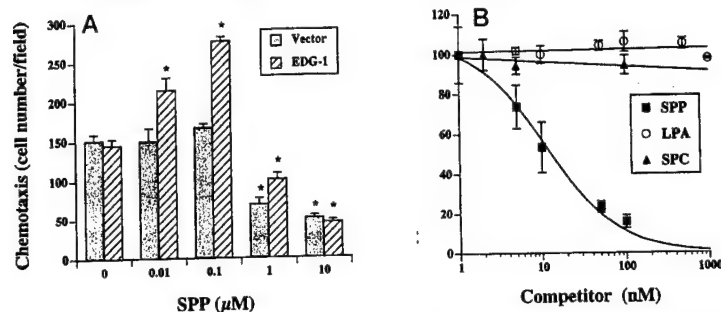 A
Chemotaxis (cell number/field)
300
250
200
150
100
50
0
Vector
EDG-1
*
*
*
*
*
*
0
0.01
0.1
1
10
SPP (μM)
B
120
100
80
60
40
20
0
SPP
LPA
SPC
1
10
100
1000
Competitor (nM)